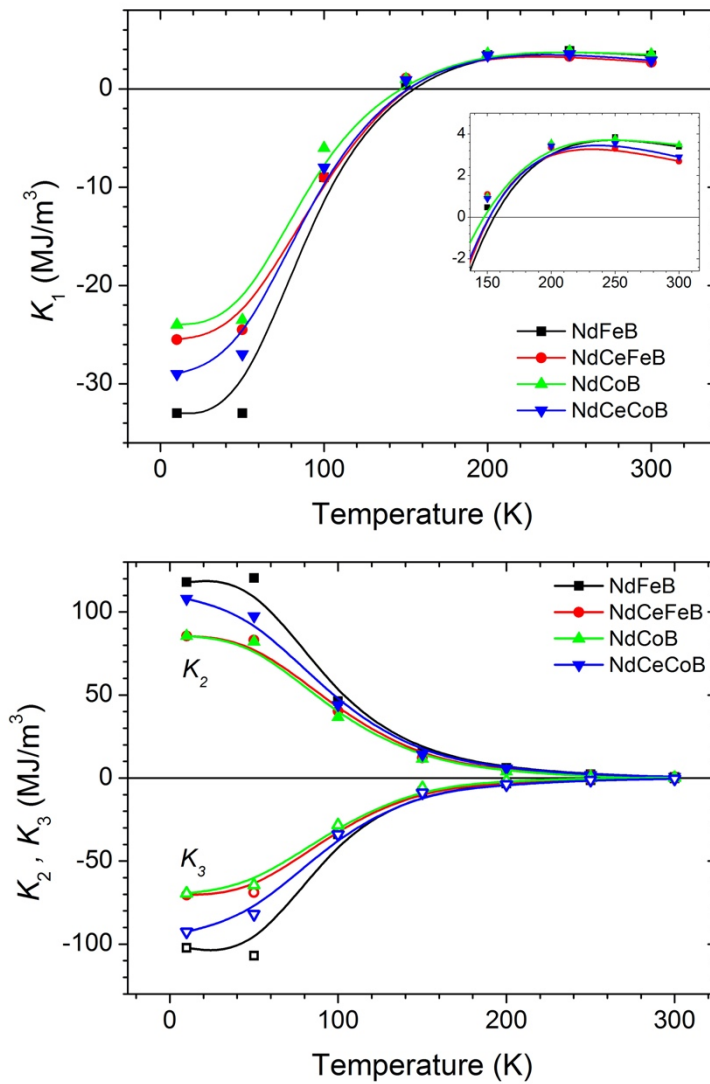 0
-10
-20
-30
K₁ (MJ/m³)
0 100 200 300
Temperature (K)
4
2
0
-2
150 200 250 300
NdFeB
NdCeFeB
NdCoB
NdCeCoB
100
50
0
-50
-100
K₂ , K₃ (MJ/m³)
K₂
K₃
NdFeB
NdCeFeB
NdCoB
NdCeCoB
0 100 200 300
Temperature (K)